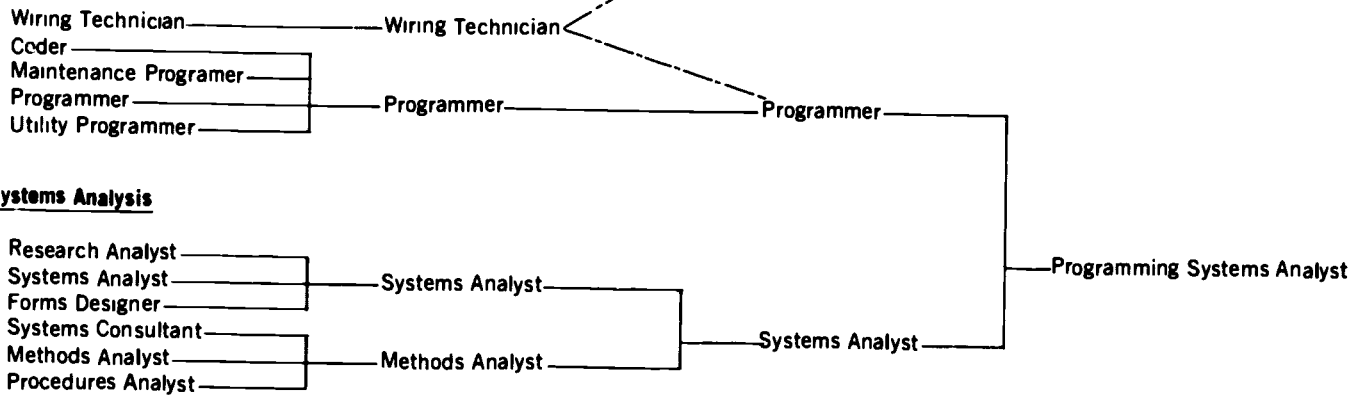 Wiring Technician Wiring Technician
Coder
Maintenance Programer
Programmer Programmer Programmer
Utility Programmer
ystems Analysis
Research Analyst
Systems Analyst Systems Analyst Programming Systems Analyst
Forms Designer
Systems Consultant Systems Analyst
Methods Analyst Methods Analyst
Procedures Analyst